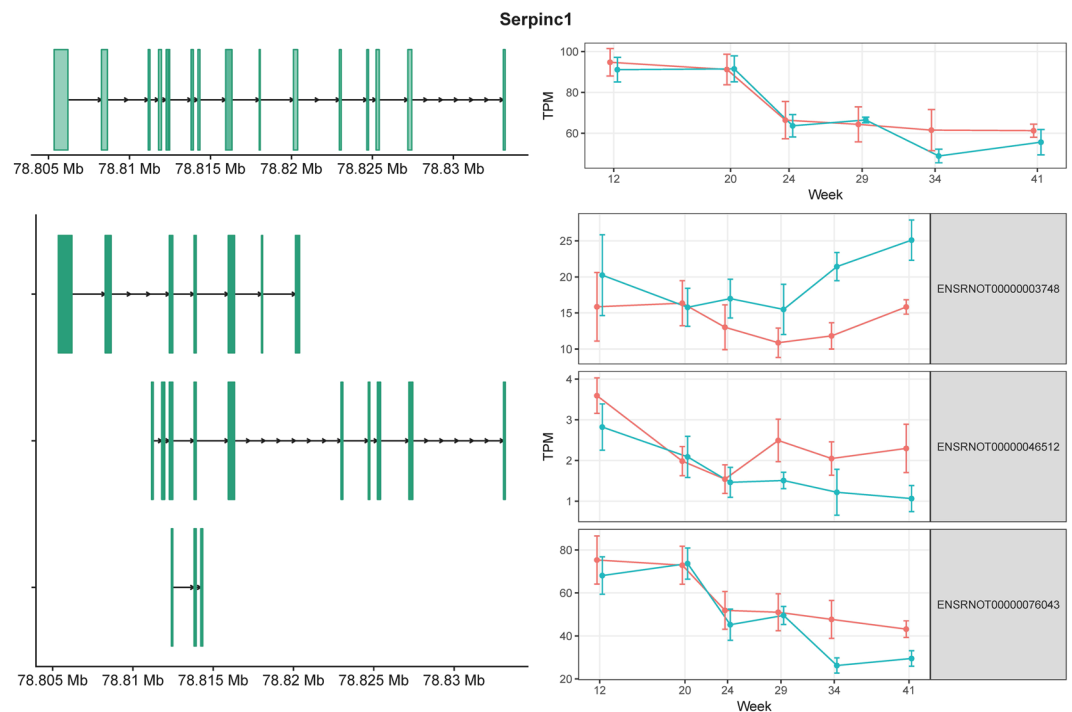 Serpinc1
78.805 Mb 78.81 Mb 78.815 Mb 78.82 Mb 78.825 Mb 78.83 Mb
TPM
100
80
60
12 20 24 29 34 41
Week
25
20
15
10
ENSRNOT00000003748
TPM
4
3
2
1
ENSRNOT00000046512
80
60
40
20
ENSRNOT00000076043
78.805 Mb 78.81 Mb 78.815 Mb 78.82 Mb 78.825 Mb 78.83 Mb
12 20 24 29 34 41
Week